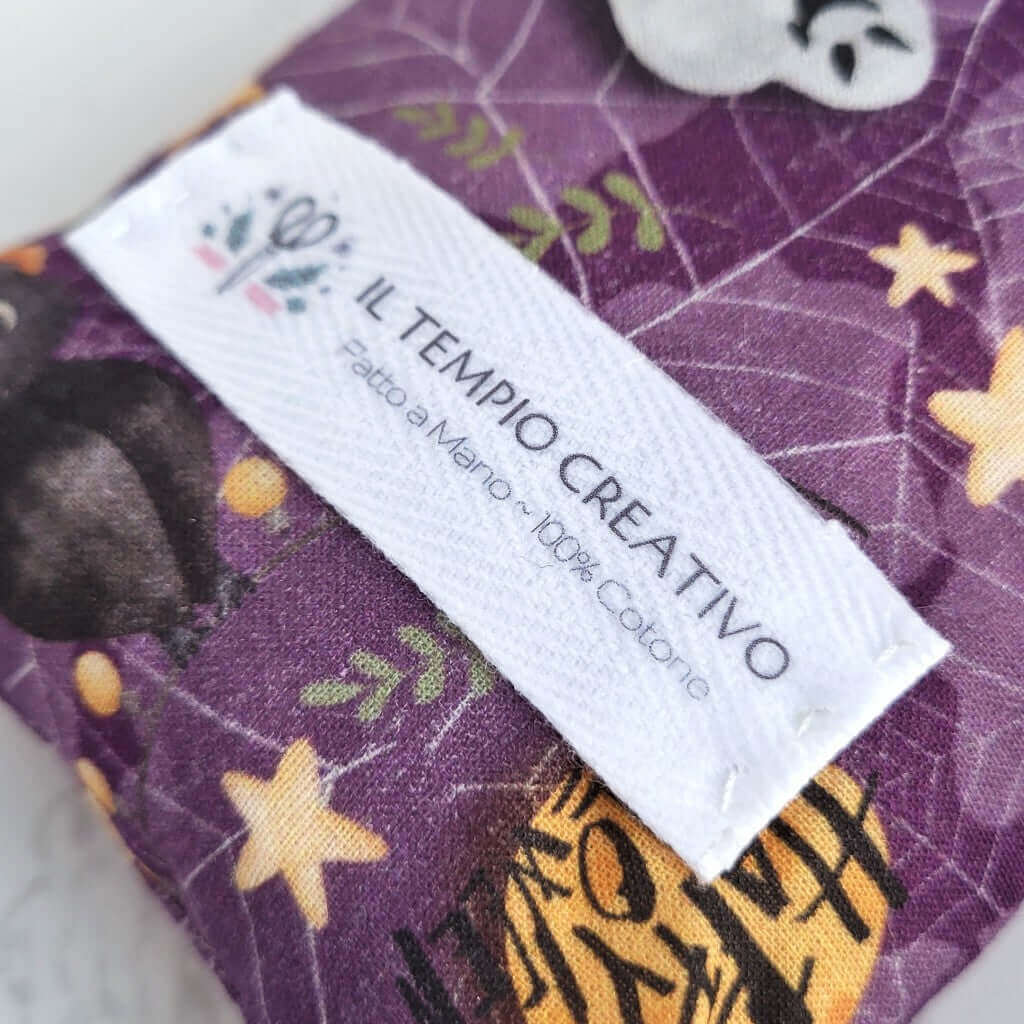 IL TEMPIO CREATIVO
Fatto a Mano ~ 100% Cotone